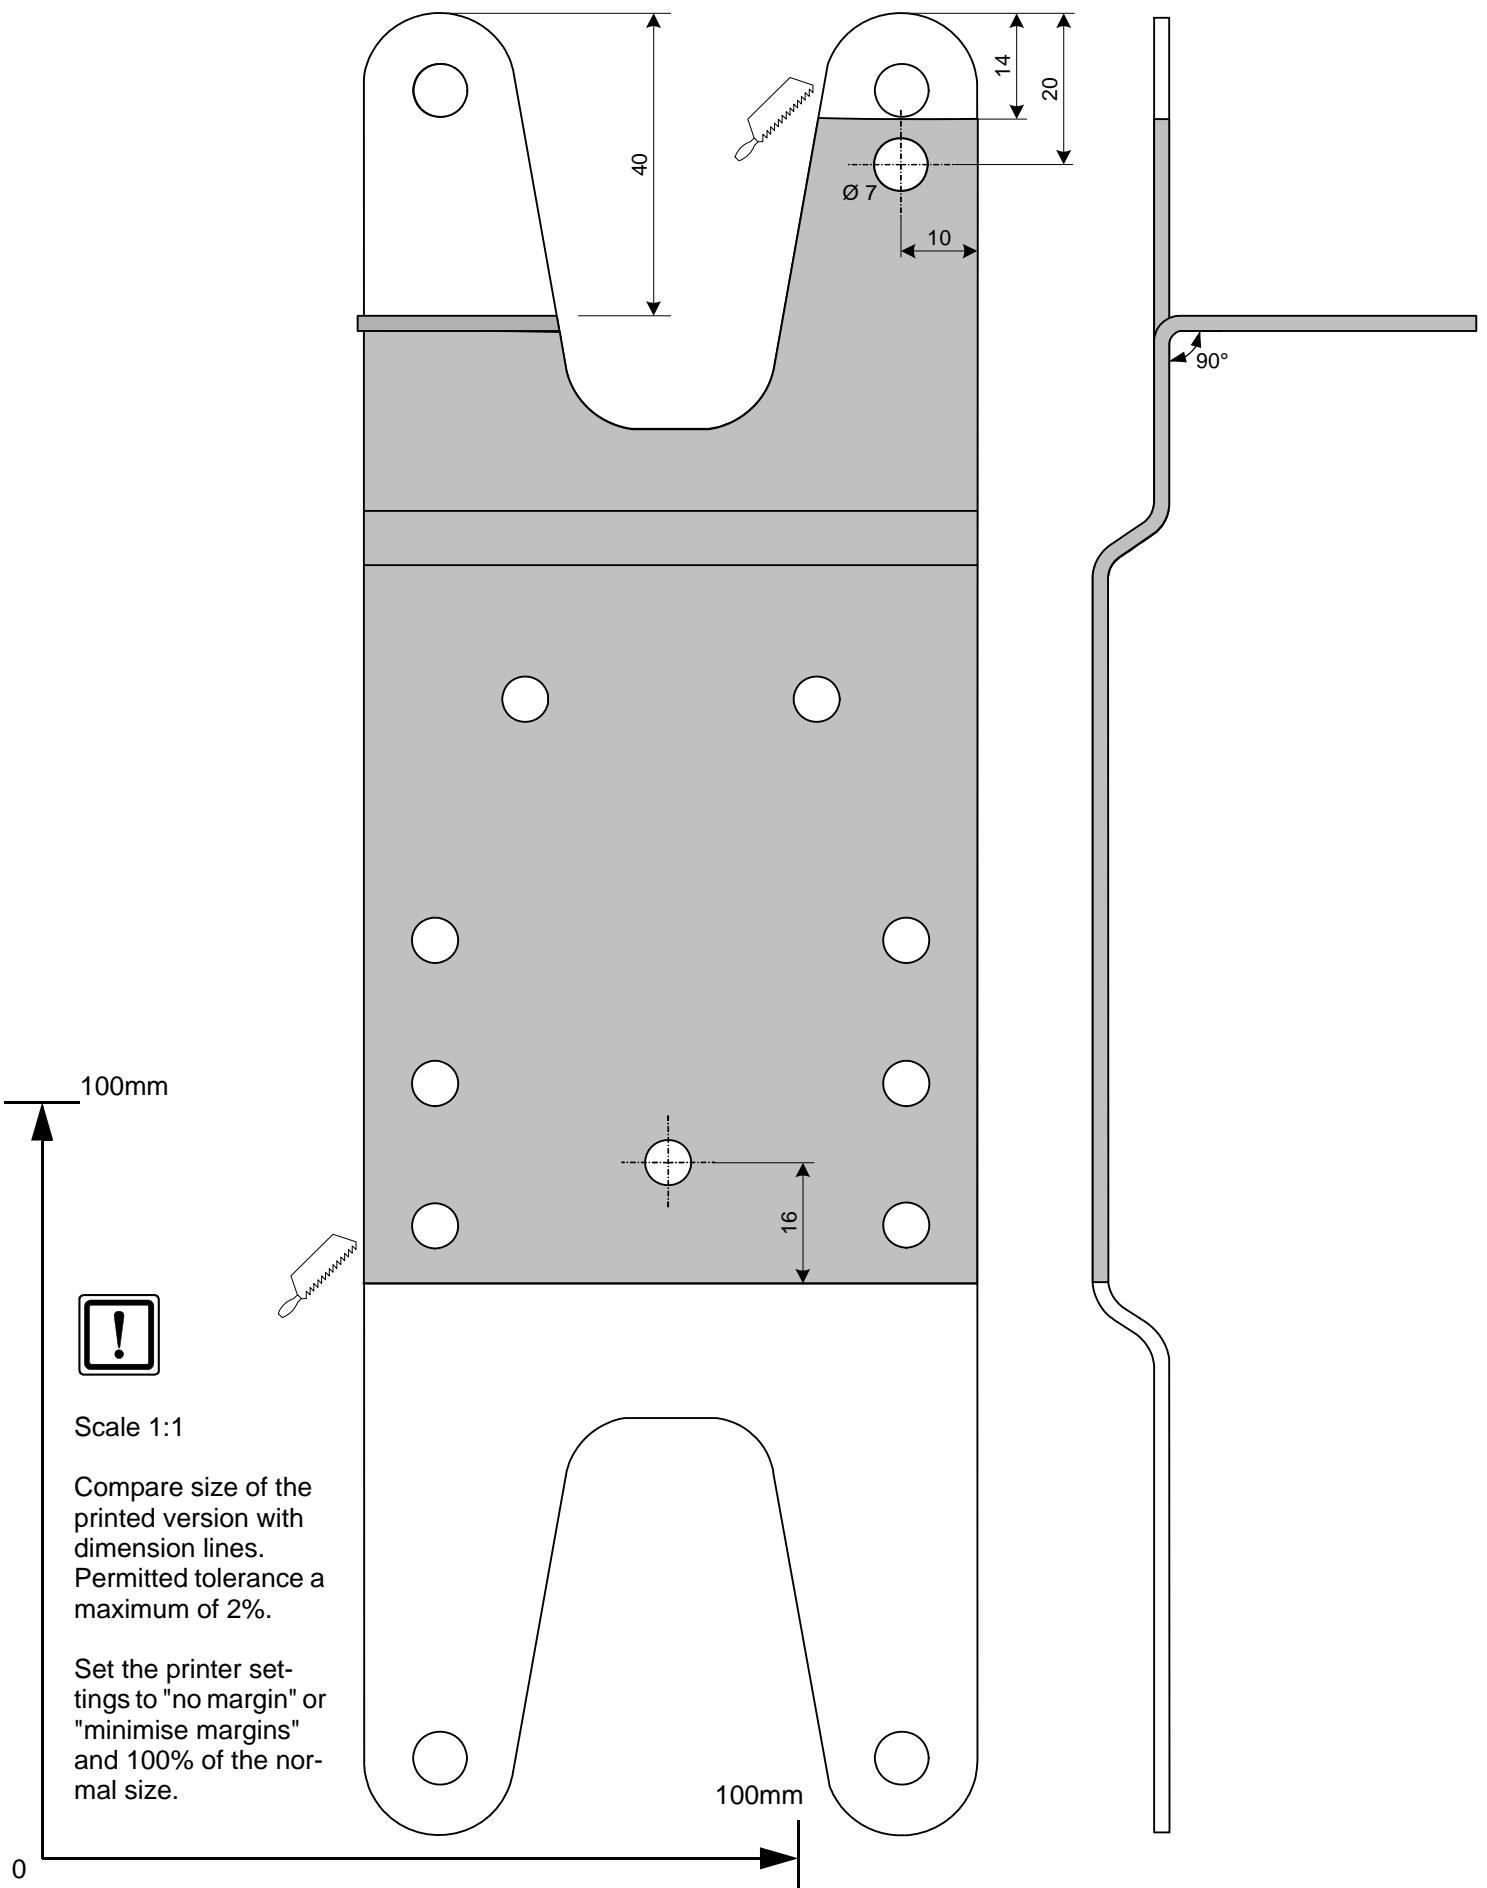 40
14
20
Ø 7
10
90°
100mm
16
!
Scale 1:1
Compare size of the
printed version with
dimension lines.
Permitted tolerance a
maximum of 2%.
Set the printer set-
tings to "no margin" or
"minimise margins"
and 100% of the nor-
mal size.
100mm
0